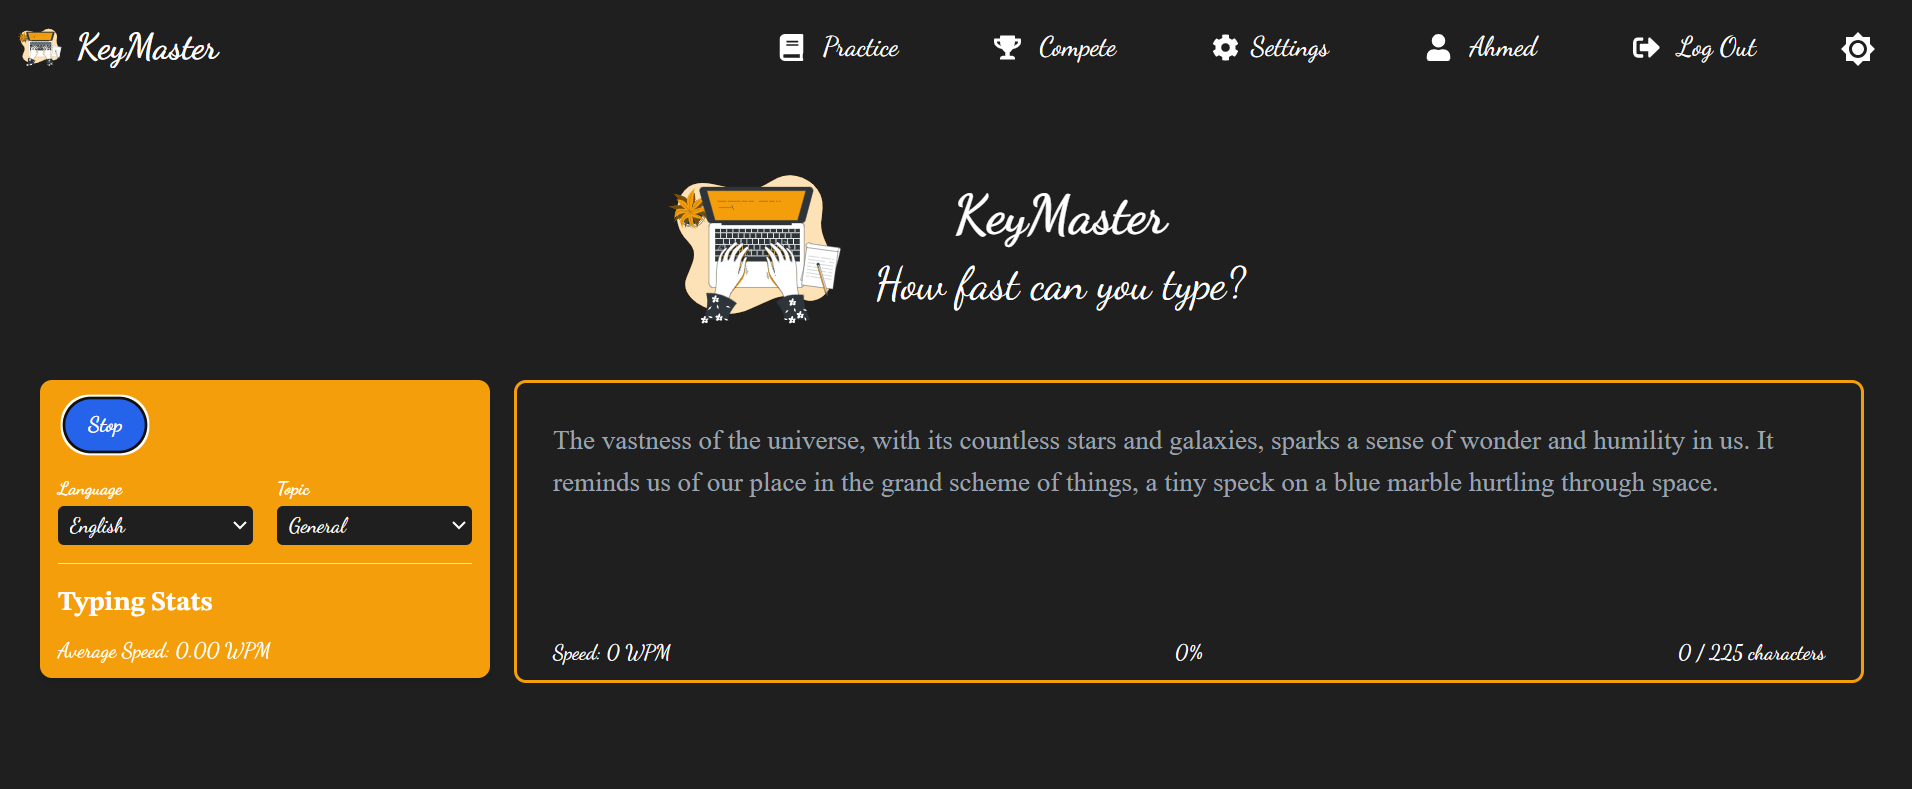 KeyMaster
Practice
Compete
Settings
Ahmed
Log Out
KeyMaster
How fast can you type?
Stop
Language
Topic
English
General
Typing Stats
Average Speed: 0.00 WPM
The vastness of the universe, with its countless stars and galaxies, sparks a sense of wonder and humility in us. It
reminds us of our place in the grand scheme of things, a tiny speck on a blue marble hurtling through space.
Speed: 0 WPM
0%
0 / 225 characters